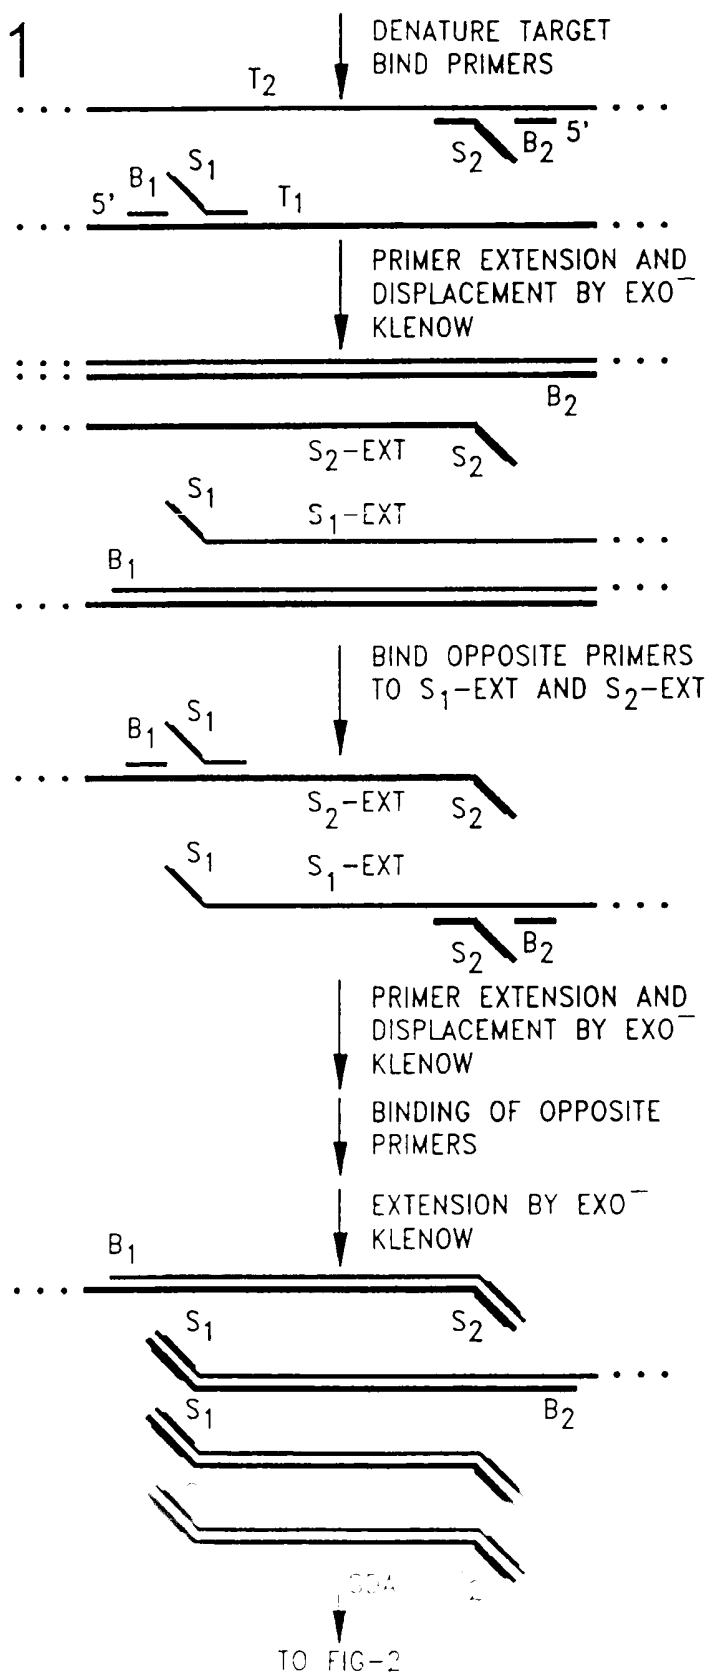 1
DENATURE TARGET
BIND PRIMERS
T2
S2 B2 5'
5' B1 S1 T1
PRIMER EXTENSION AND
DISPLACEMENT BY EXO‾
KLENOW
B2
S2-EXT S2
S1 S1-EXT
B1
BIND OPPOSITE PRIMERS
TO S1-EXT AND S2-EXT
B1 S1
S2-EXT S2
S1 S1-EXT
S2 B2
PRIMER EXTENSION AND
DISPLACEMENT BY EXO‾
KLENOW
BINDING OF OPPOSITE
PRIMERS
EXTENSION BY EXO‾
KLENOW
B1
S1 S2
S1 B2
SDA 2
TO FIG-2